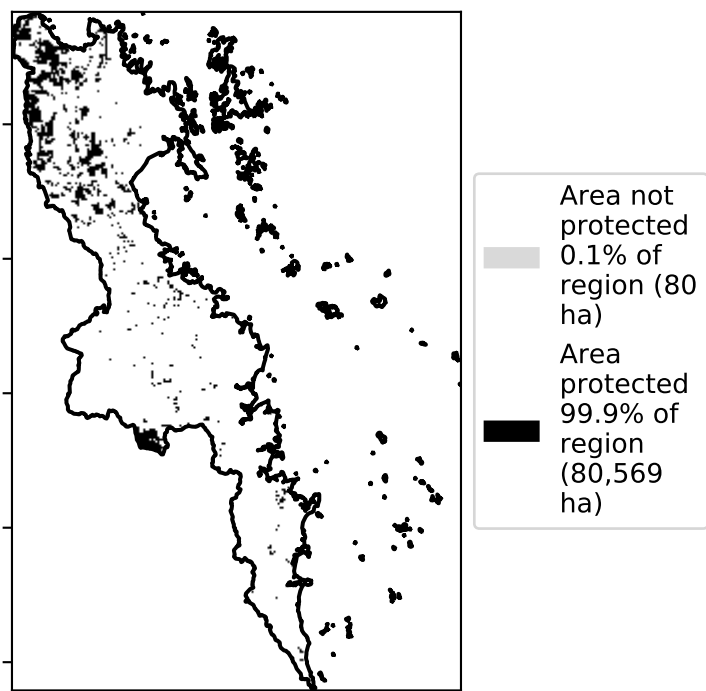 Area not
protected
0.1% of
region (80
ha)
Area
protected
99.9% of
region
(80,569
ha)